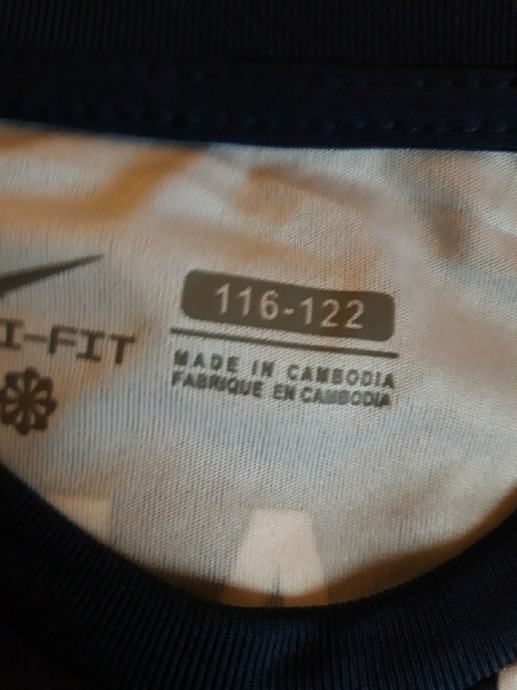 116-122
I-FIT
MADE IN CAMBODIA
FABRIQUE EN CAMBODIA